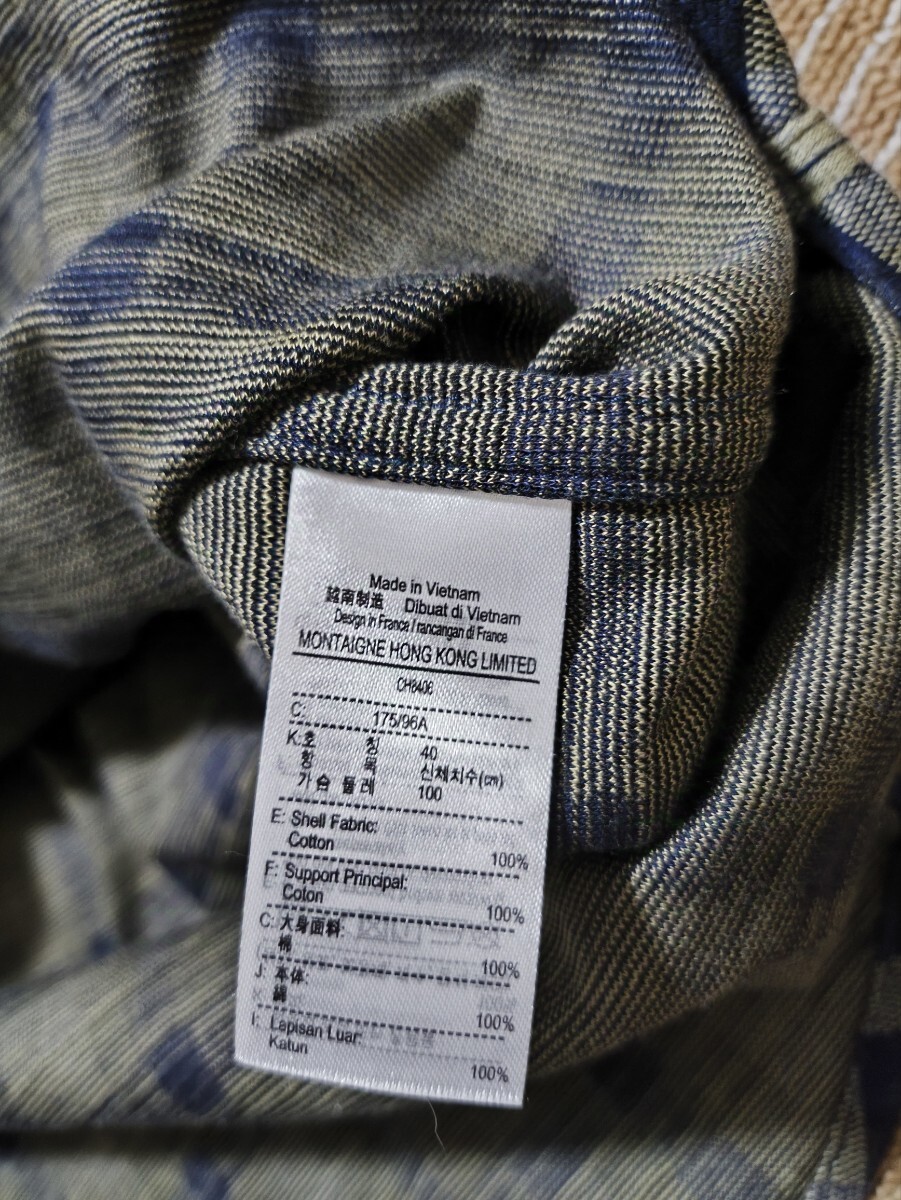 Made in Vietnam
越南制造 Dibuat di Vietnam
Design in France / rancangan di France
MONTAIGNE HONG KONG LIMITED
CH8406
C: 175/96A
K: 호 칭 40
항 목 신체치수(㎝)
가슴 둘레 100
E: Shell Fabric:
Cotton 100%
F: Support Principal:
Coton 100%
C: 大身面料:
棉 100%
J: 本体:
綿 100%
I: Lapisan Luar:
Katun 100%